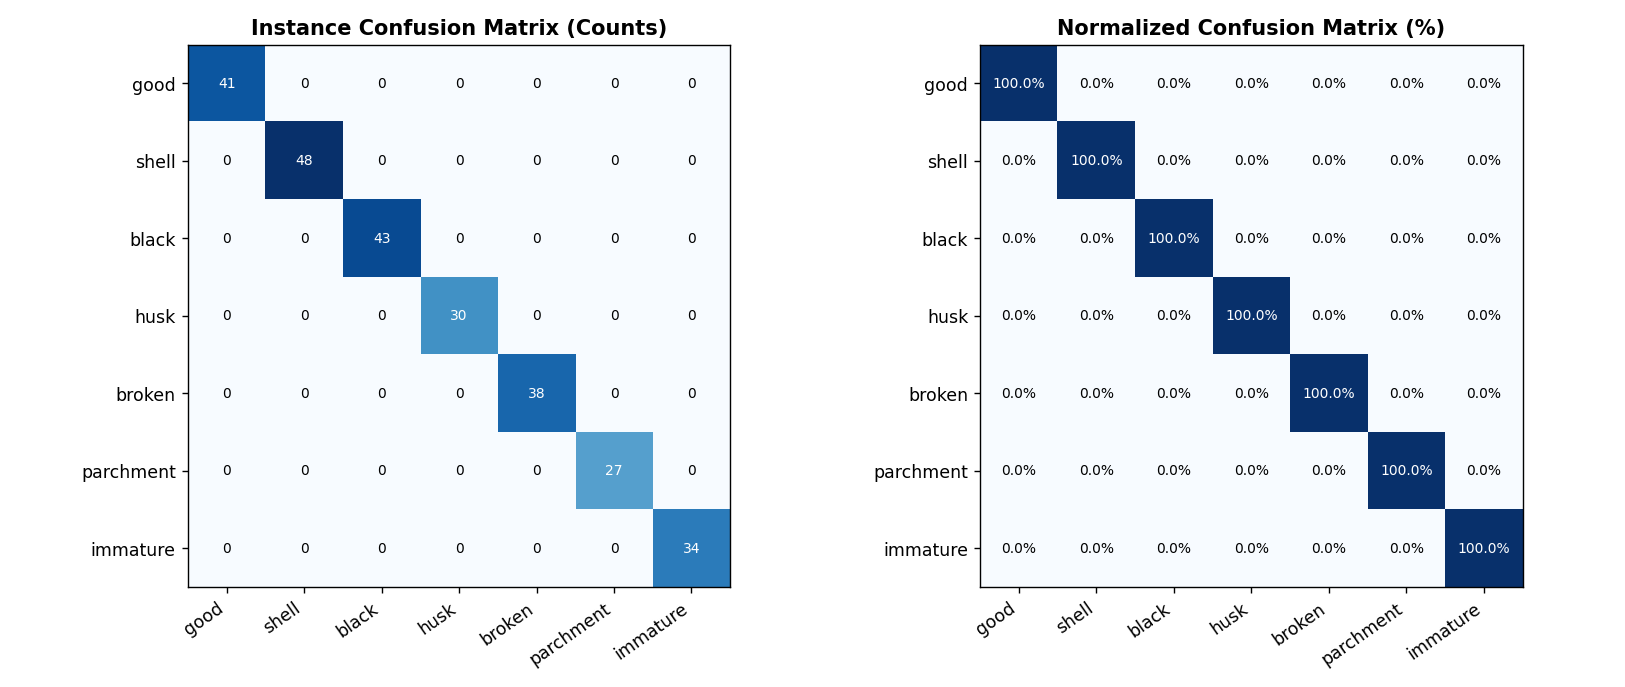 Instance Confusion Matrix (Counts)
good 41 0 0 0 0 0 0
shell 0 48 0 0 0 0 0
black 0 0 43 0 0 0 0
husk 0 0 0 30 0 0 0
broken 0 0 0 0 38 0 0
parchment 0 0 0 0 0 27 0
immature 0 0 0 0 0 0 34
good shell black husk broken parchment immature
Normalized Confusion Matrix (%)
good 100.0% 0.0% 0.0% 0.0% 0.0% 0.0% 0.0%
shell 0.0% 100.0% 0.0% 0.0% 0.0% 0.0% 0.0%
black 0.0% 0.0% 100.0% 0.0% 0.0% 0.0% 0.0%
husk 0.0% 0.0% 0.0% 100.0% 0.0% 0.0% 0.0%
broken 0.0% 0.0% 0.0% 0.0% 100.0% 0.0% 0.0%
parchment 0.0% 0.0% 0.0% 0.0% 0.0% 100.0% 0.0%
immature 0.0% 0.0% 0.0% 0.0% 0.0% 0.0% 100.0%
good shell black husk broken parchment immature